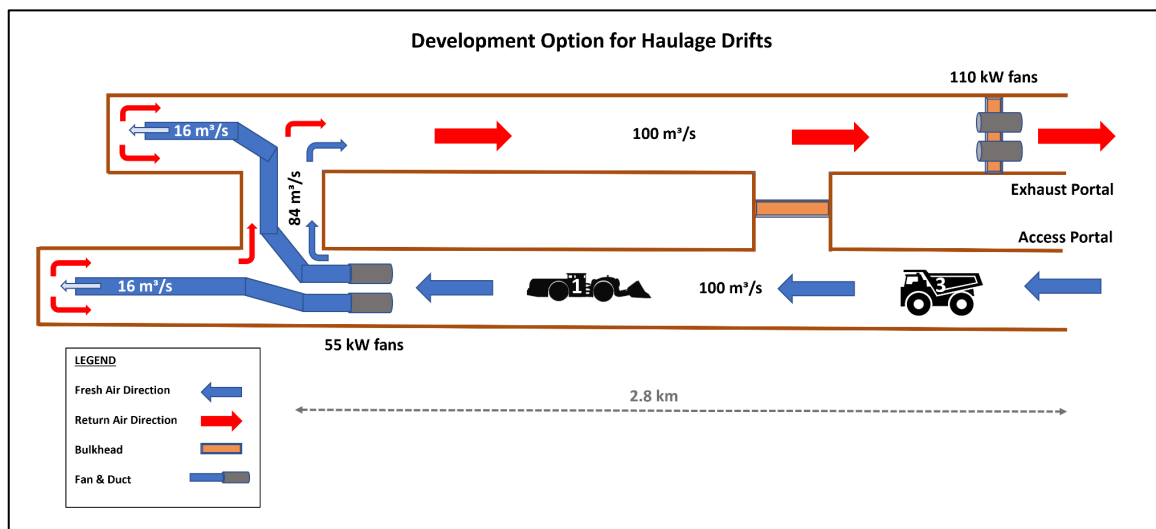 Development Option for Haulage Drifts
110 kW fans
16 m³/s
100 m³/s
84 m³/s
Exhaust Portal
Access Portal
16 m³/s
1
100 m³/s
3
55 kW fans
LEGEND
Fresh Air Direction
Return Air Direction
Bulkhead
Fan & Duct
2.8 km